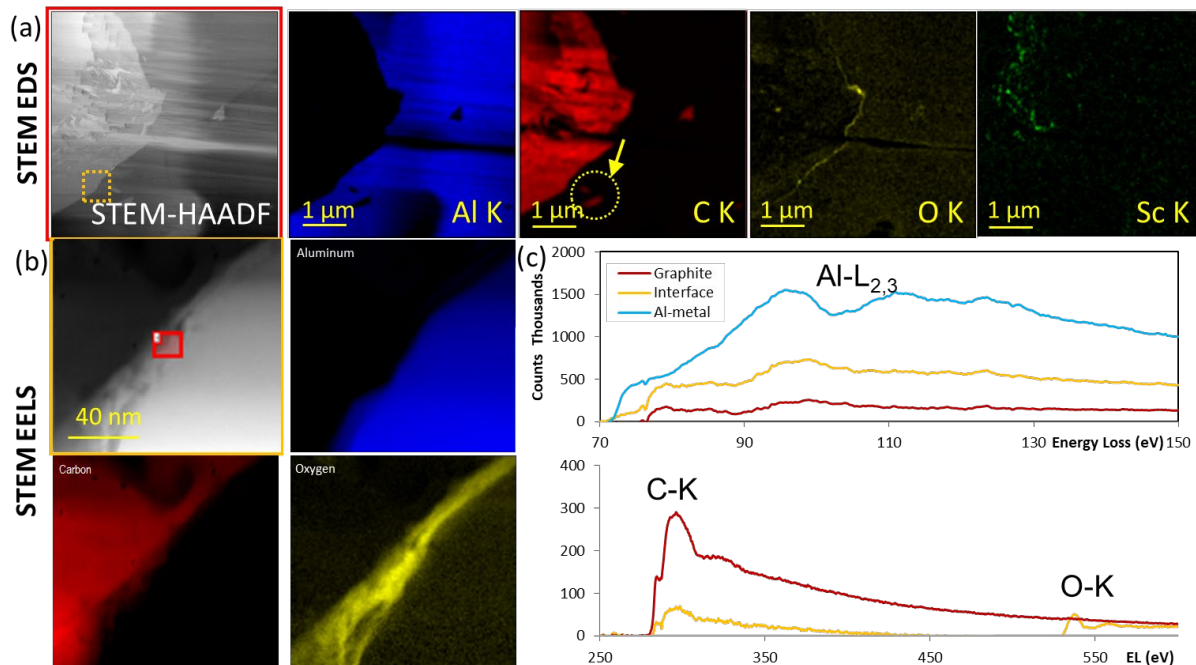 (a)
STEM EDS
STEM-HAADF
1 µm
Al K
1 µm
C K
1 µm
O K
1 µm
Sc K
(b)
STEM EELS
40 nm
Aluminum
Carbon
Oxygen
(c)
2000
1500
1000
500
0
Counts Thousands
Graphite
Interface
Al-metal
Al-L2,3
70
90
110
130
150
Energy Loss (eV)
400
300
200
100
0
C-K
O-K
250
350
450
550
EL (eV)